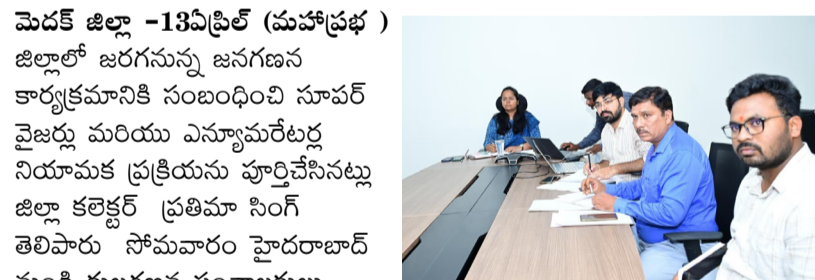 మెదక్ జిల్లా -13ఏప్రిల్ (మహాప్రభ )
జిల్లాలో జరగనున్న జనగణన
కార్యక్రమానికి సంబంధించి సూపర్
వైజర్లు మరియు ఎన్యూమరేటర్ల
నియామక ప్రక్రియను పూర్తిచేసినట్లు
జిల్లా కలెక్టర్ ప్రతిమా సింగ్
తెలిపారు సోమవారం హైదరాబాద్